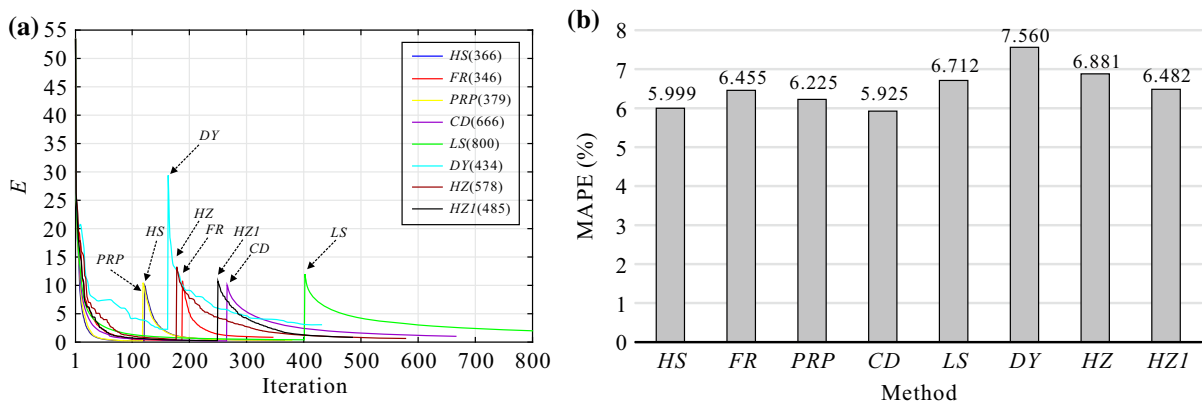 (a)
E
55
50
45
40
35
30
25
20
15
10
5
0
1 100 200 300 400 500 600 700 800
Iteration
HS(366)
FR(346)
PRP(379)
CD(666)
LS(800)
DY(434)
HZ(578)
HZ1(485)
DY
HZ
FR
HS
PRP
HZ1
CD
LS
(b)
MAPE (%)
8
7
6
5
4
3
2
1
0
5.999
6.455
6.225
5.925
6.712
7.560
6.881
6.482
HS FR PRP CD LS DY HZ HZ1
Method